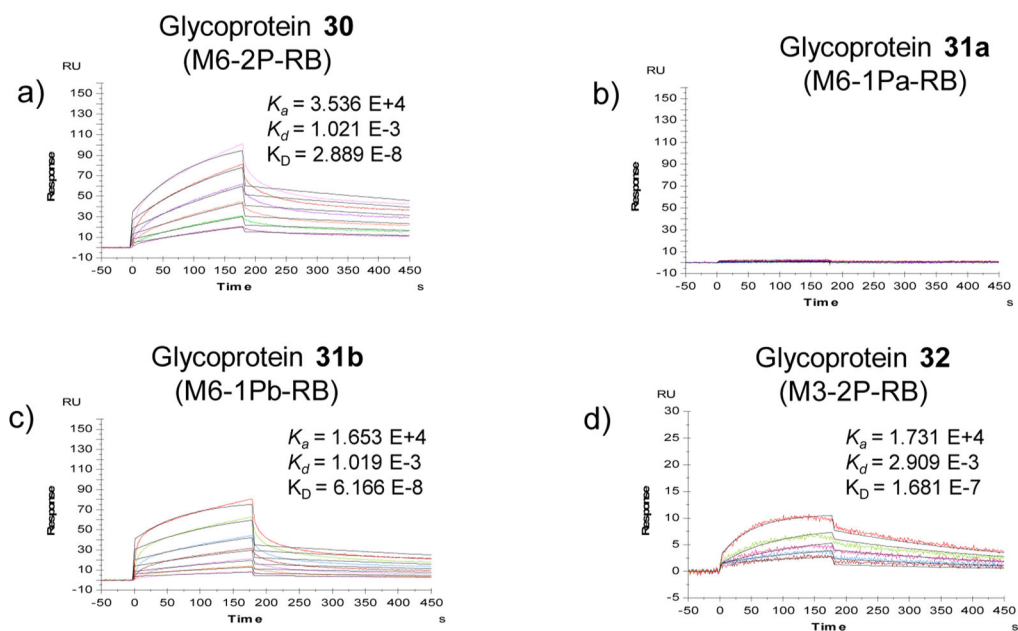 Glycoprotein 30
(M6-2P-RB)
a)
RU
Ka = 3.536 E+4
Kd = 1.021 E-3
KD = 2.889 E-8
150
130
110
90
70
50
30
10
-10
Response
-50 0 50 100 150 200 250 300 350 400 450
Time s
Glycoprotein 31a
(M6-1Pa-RB)
b)
RU
150
130
110
90
70
50
30
10
-10
Response
-50 0 50 100 150 200 250 300 350 400 450
Time s
Glycoprotein 31b
(M6-1Pb-RB)
c)
RU
Ka = 1.653 E+4
Kd = 1.019 E-3
KD = 6.166 E-8
150
130
110
90
70
50
30
10
-10
Response
-50 0 50 100 150 200 250 300 350 400 450
Time s
Glycoprotein 32
(M3-2P-RB)
d)
RU
Ka = 1.731 E+4
Kd = 2.909 E-3
KD = 1.681 E-7
30
25
20
15
10
5
0
-5
Response
-50 0 50 100 150 200 250 300 350 400 450
Time s